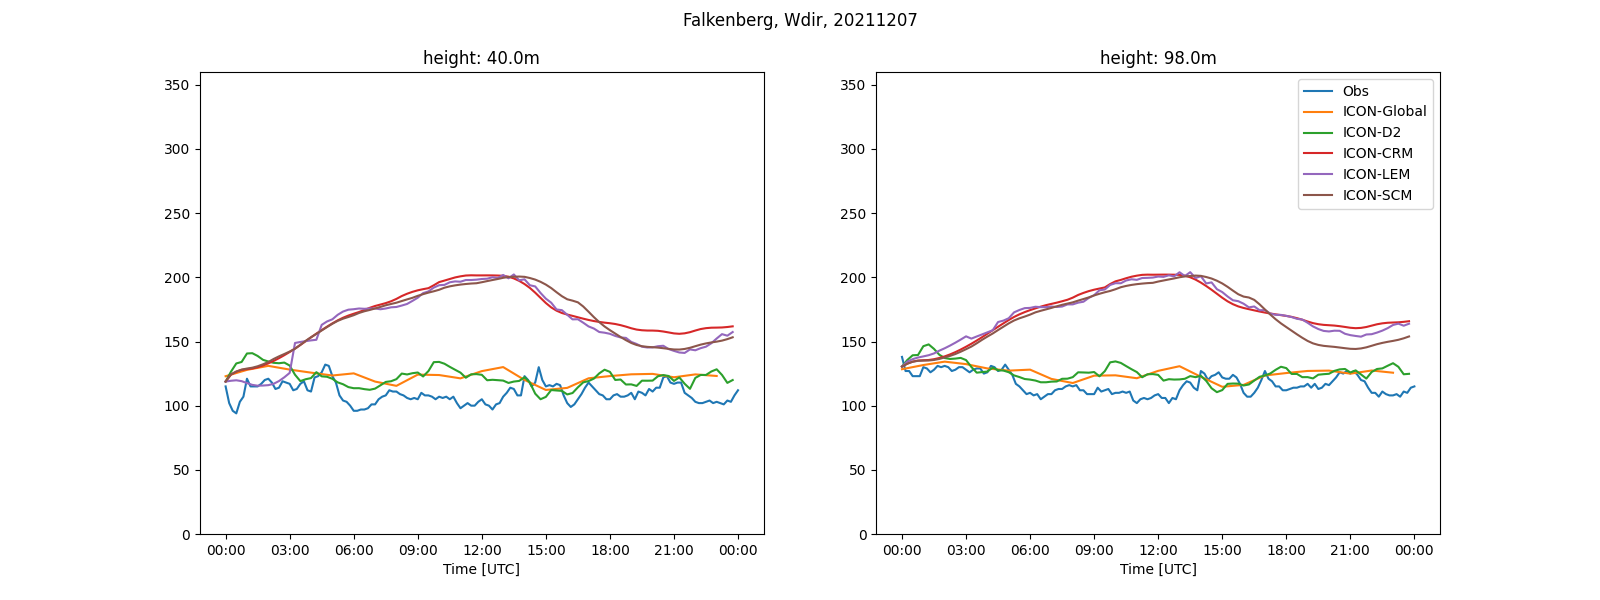 Falkenberg, Wdir, 20211207
height: 40.0m
350
300
250
200
150
100
50
0
00:00 03:00 06:00 09:00 12:00 15:00 18:00 21:00 00:00
Time [UTC]
height: 98.0m
350
300
250
200
150
100
50
0
00:00 03:00 06:00 09:00 12:00 15:00 18:00 21:00 00:00
Time [UTC]
Obs
ICON-Global
ICON-D2
ICON-CRM
ICON-LEM
ICON-SCM